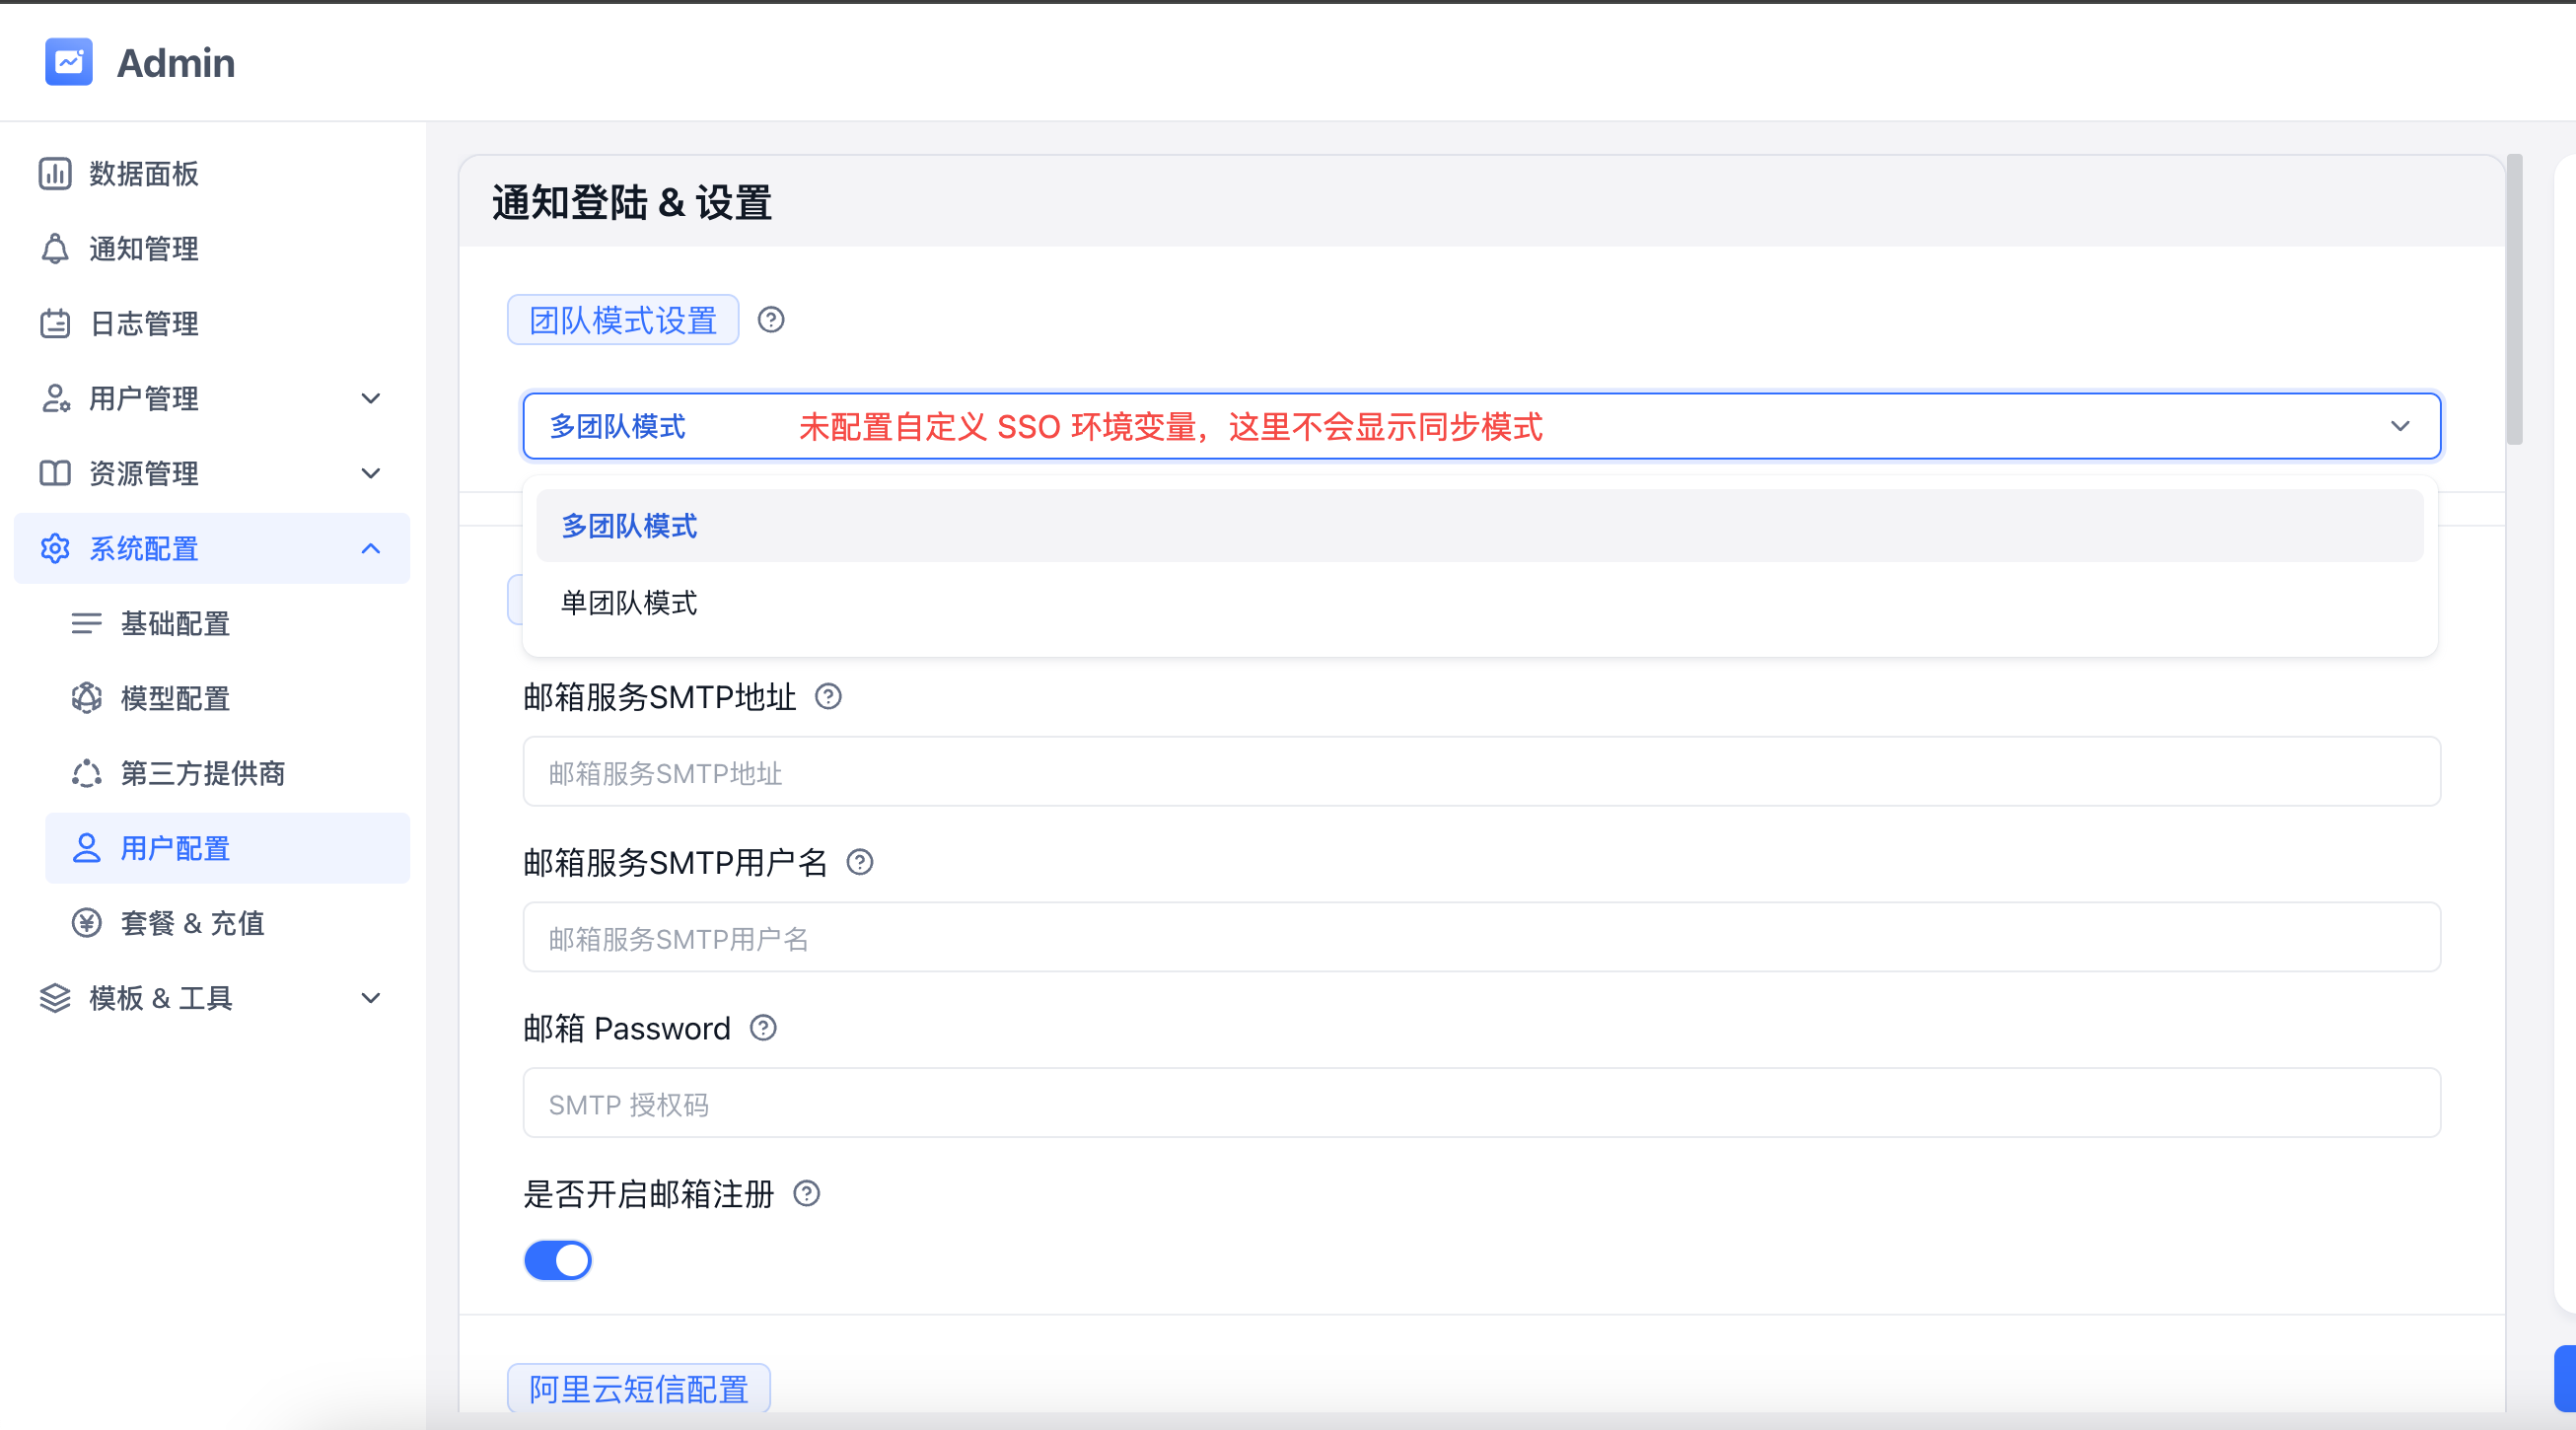 Admin
数据面板
通知管理
日志管理
用户管理
资源管理
系统配置
基础配置
模型配置
第三方提供商
用户配置
套餐 & 充值
模板 & 工具
通知登陆 & 设置
团队模式设置
多团队模式
未配置自定义 SSO 环境变量，这里不会显示同步模式
多团队模式
单团队模式
邮箱服务SMTP地址
邮箱服务SMTP地址
邮箱服务SMTP用户名
邮箱服务SMTP用户名
邮箱 Password
SMTP 授权码
是否开启邮箱注册
阿里云短信配置